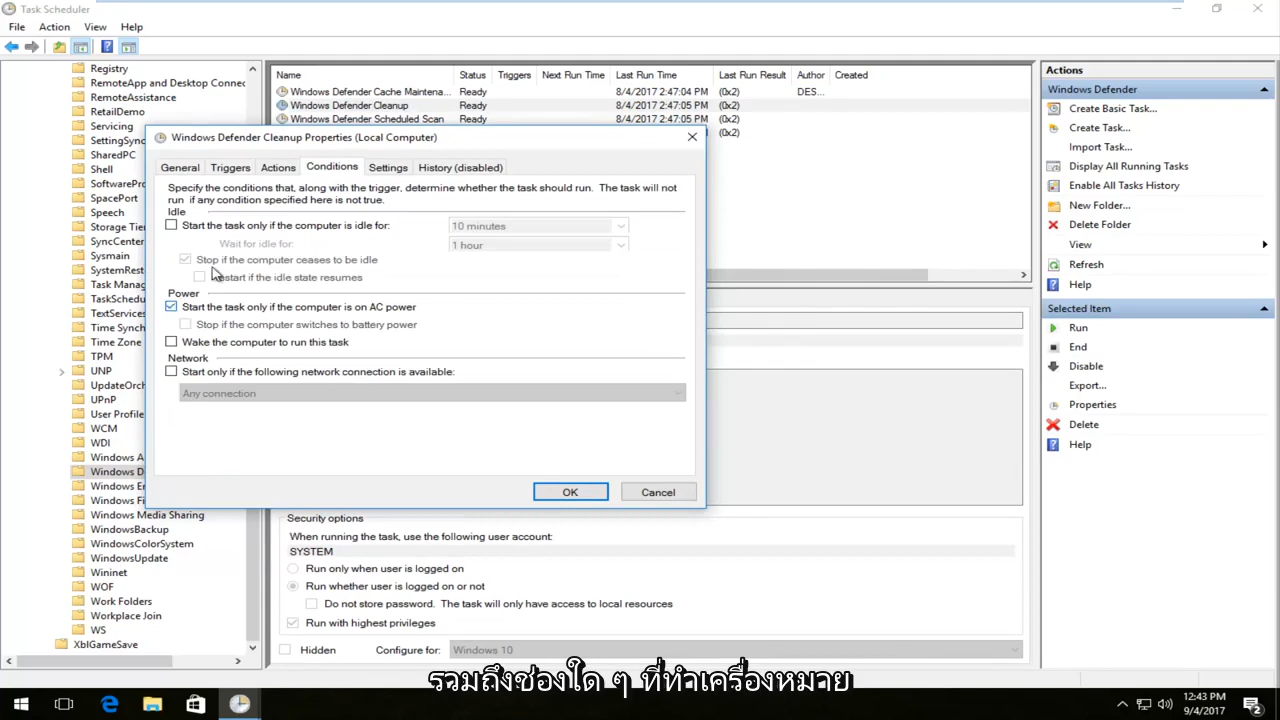 Task Scheduler
File Action View Help
Registry
RemoteApp and Desktop Connec
RemoteAssistance
RetailDemo
Servicing
SettingSync
SharedPC
Shell
SoftwarePro
SpacePort
Speech
Storage Tier
SyncCenter
Sysmain
SystemRest
Task Manag
TaskSchedu
TextServices
Time Synch
Time Zone
TPM
UNP
UpdateOrch
UPnP
User Profile
WCM
WDI
Windows A
Windows D
Windows Er
Windows Fi
Windows Media Sharing
WindowsBackup
WindowsColorSystem
WindowsUpdate
Wininet
WOF
Work Folders
Workplace Join
WS
XblGameSave
Name Status Triggers Next Run Time Last Run Time Last Run Result Author Created
Windows Defender Cache Maintena... Ready 8/4/2017 2:47:04 PM (0x2) DES...
Windows Defender Cleanup Ready 8/4/2017 2:47:05 PM (0x2)
Windows Defender Scheduled Scan Ready 8/4/2017 2:47:05 PM (0x2)
(0x2)
Windows Defender Cleanup Properties (Local Computer)
General Triggers Actions Conditions Settings History (disabled)
Specify the conditions that, along with the trigger, determine whether the task should run. The task will not
run if any condition specified here is not true.
Idle
Start the task only if the computer is idle for: 10 minutes
Wait for idle for: 1 hour
Stop if the computer ceases to be idle
Restart if the idle state resumes
Power
Start the task only if the computer is on AC power
Stop if the computer switches to battery power
Wake the computer to run this task
Network
Start only if the following network connection is available:
Any connection
OK Cancel
Security options
When running the task, use the following user account:
SYSTEM
Run only when user is logged on
Run whether user is logged on or not
Do not store password. The task will only have access to local resources
Run with highest privileges
Hidden Configure for: Windows 10
Actions
Windows Defender
Create Basic Task...
Create Task...
Import Task...
Display All Running Tasks
Enable All Tasks History
New Folder...
Delete Folder
View
Refresh
Help
Selected Item
Run
End
Disable
Export...
Properties
Delete
Help
รวมถึงช่องใด ๆ ที่ทำเครื่องหมาย
12:43 PM
9/4/2017
2